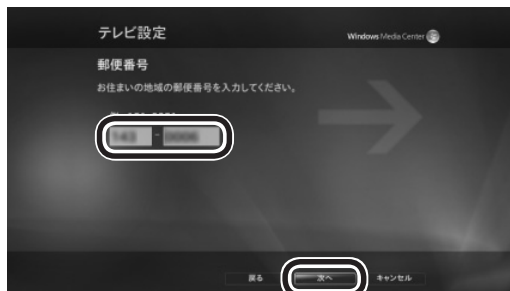 テレビ設定
Windows Media Center
郵便番号
お住まいの地域の郵便番号を入力してください。
143 - 0006
戻る 次へ キャンセル